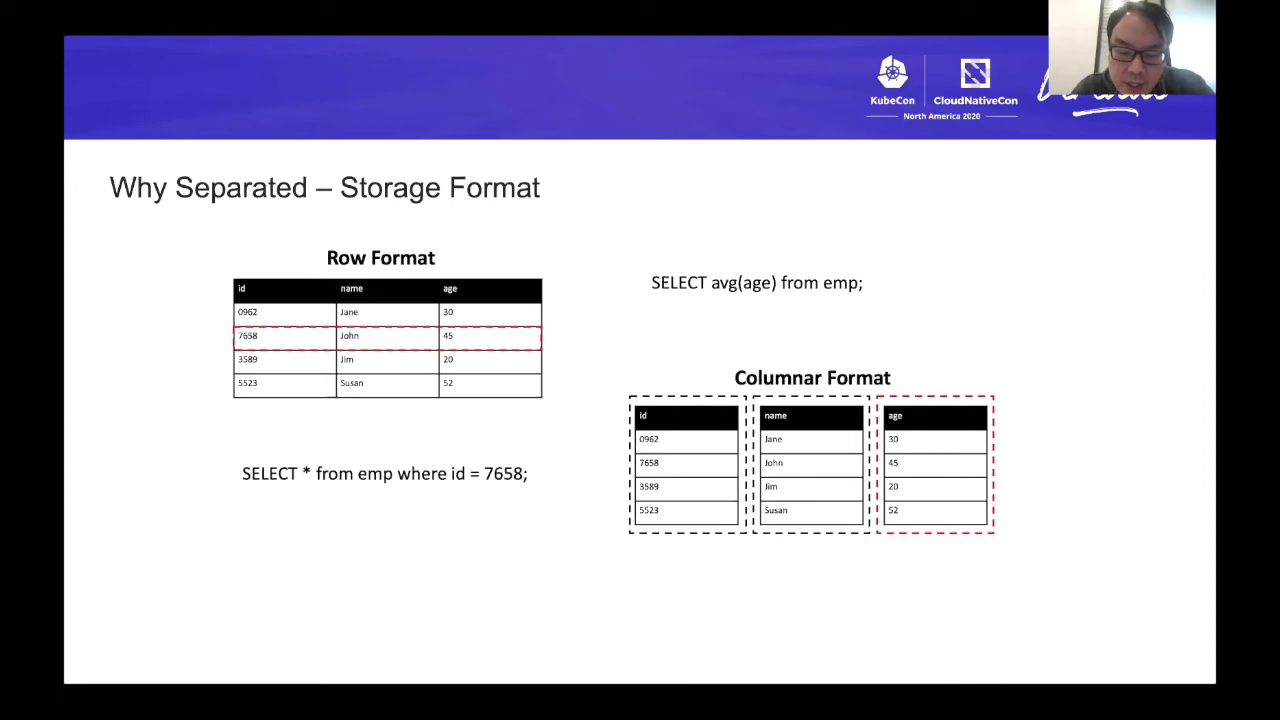 KubeCon
CloudNativeCon
North America 2020
Why Separated – Storage Format
Row Format
id name age
0962 Jane 30
7658 John 45
3589 Jim 20
5523 Susan 52
SELECT * from emp where id = 7658;
SELECT avg(age) from emp;
Columnar Format
id name age
0962 Jane 30
7658 John 45
3589 Jim 20
5523 Susan 52